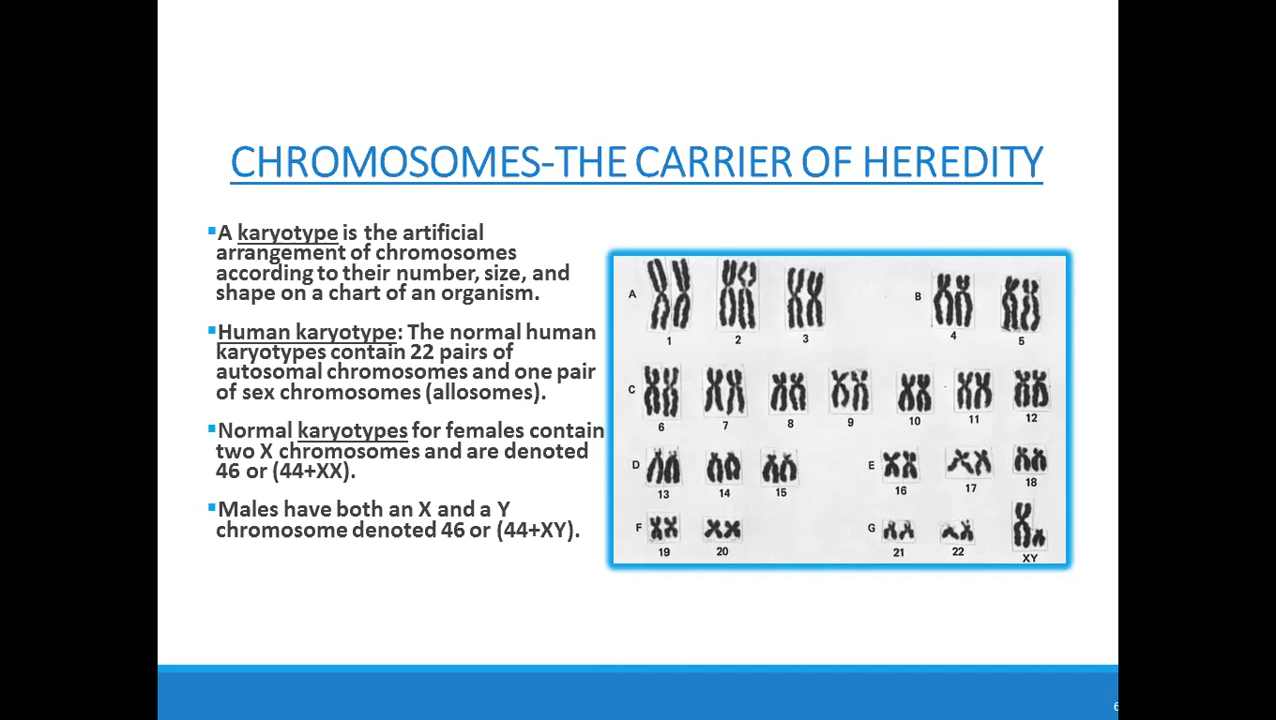 CHROMOSOMES-THE CARRIER OF HEREDITY
▪A karyotype is the artificial
arrangement of chromosomes
according to their number, size, and
shape on a chart of an organism.
▪Human karyotype: The normal human
karyotypes contain 22 pairs of
autosomal chromosomes and one pair
of sex chromosomes (allosomes).
▪Normal karyotypes for females contain
two X chromosomes and are denoted
46 or (44+XX).
▪Males have both an X and a Y
chromosome denoted 46 or (44+XY).
A B
1 2 3 4 5
C
6 7 8 9 10 11 12
D E
13 14 15 16 17 18
F G
19 20 21 22 XY